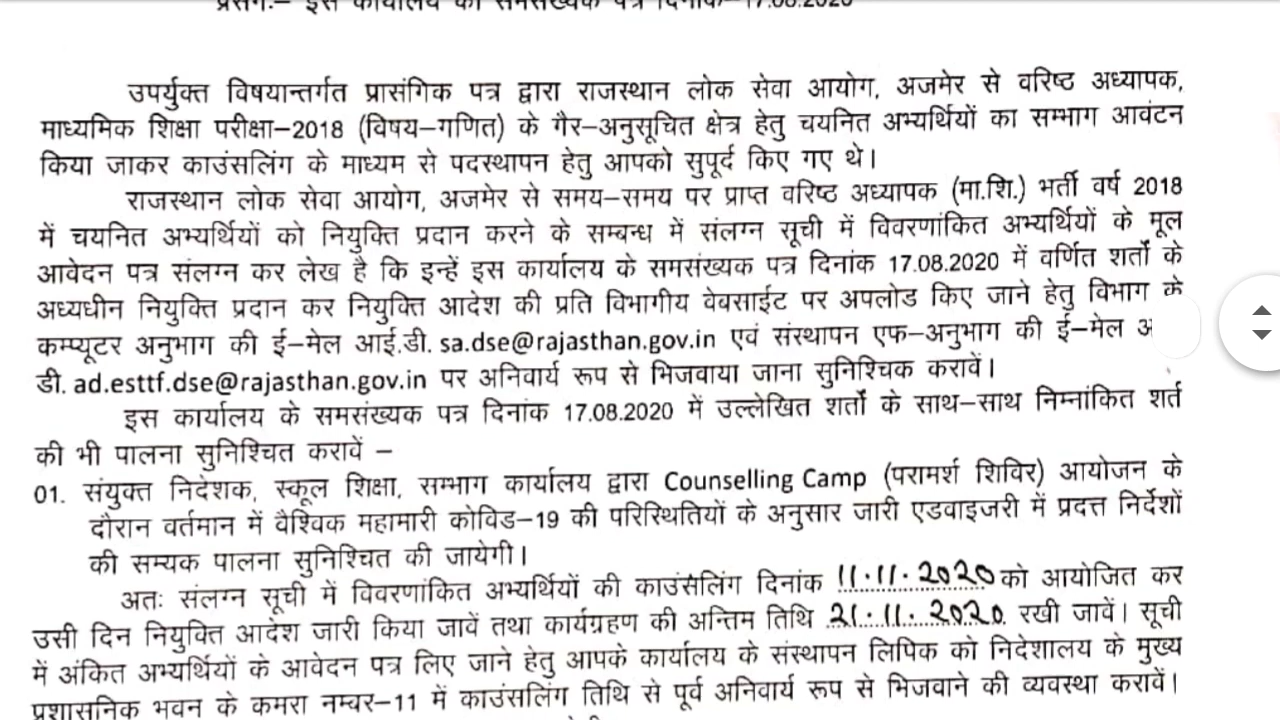 प्रसंगः– इस कार्यालय का समसंख्यक पत्र दिनांक–17.08.2020
उपर्युक्त विषयान्तर्गत प्रासंगिक पत्र द्वारा राजस्थान लोक सेवा आयोग, अजमेर से वरिष्ठ अध्यापक,
माध्यमिक शिक्षा परीक्षा–2018 (विषय–गणित) के गैर–अनुसूचित क्षेत्र हेतु चयनित अभ्यर्थियों का सम्भाग आवंटन
किया जाकर काउंसलिंग के माध्यम से पदस्थापन हेतु आपको सुपूर्द किए गए थे।
राजस्थान लोक सेवा आयोग, अजमेर से समय–समय पर प्राप्त वरिष्ठ अध्यापक (मा.शि.) भर्ती वर्ष 2018
में चयनित अभ्यर्थियों को नियुक्ति प्रदान करने के सम्बन्ध में संलग्न सूची में विवरणांकित अभ्यर्थियों के मूल
आवेदन पत्र संलग्न कर लेख है कि इन्हें इस कार्यालय के समसंख्यक पत्र दिनांक 17.08.2020 में वर्णित शर्तों के
अध्यधीन नियुक्ति प्रदान कर नियुक्ति आदेश की प्रति विभागीय वेबसाईट पर अपलोड किए जाने हेतु विभाग के
कम्प्यूटर अनुभाग की ई–मेल आई.डी. sa.dse@rajasthan.gov.in एवं संस्थापन एफ–अनुभाग की ई–मेल
डी. ad.esttf.dse@rajasthan.gov.in पर अनिवार्य रूप से भिजवाया जाना सुनिश्चिक करावें।
इस कार्यालय के समसंख्यक पत्र दिनांक 17.08.2020 में उल्लेखित शर्तों के साथ–साथ निम्नांकित शर्त
की भी पालना सुनिश्चित करावें –
01. संयुक्त निदेशक, स्कूल शिक्षा, सम्भाग कार्यालय द्वारा Counselling Camp (परामर्श शिविर) आयोजन के
दौरान वर्तमान में वैश्विक महामारी कोविड–19 की परिस्थितियों के अनुसार जारी एडवाइजरी में प्रदत्त निर्देशों
की सम्यक पालना सुनिश्चित की जायेगी।
अतः संलग्न सूची में विवरणांकित अभ्यर्थियों की काउंसंलिंग दिनांक 11.11.2020 को आयोजित कर
उसी दिन नियुक्ति आदेश जारी किया जावें तथा कार्यग्रहण की अन्तिम तिथि 21.11.2020 रखी जावें। सूची
में अंकित अभ्यर्थियों के आवेदन पत्र लिए जाने हेतु आपके कार्यालय के संस्थापन लिपिक को निदेशालय के मुख्य
प्रशासनिक भवन के कमरा नम्बर–11 में काउंसलिंग तिथि से पूर्व अनिवार्य रूप से भिजवाने की व्यवस्था करावें।